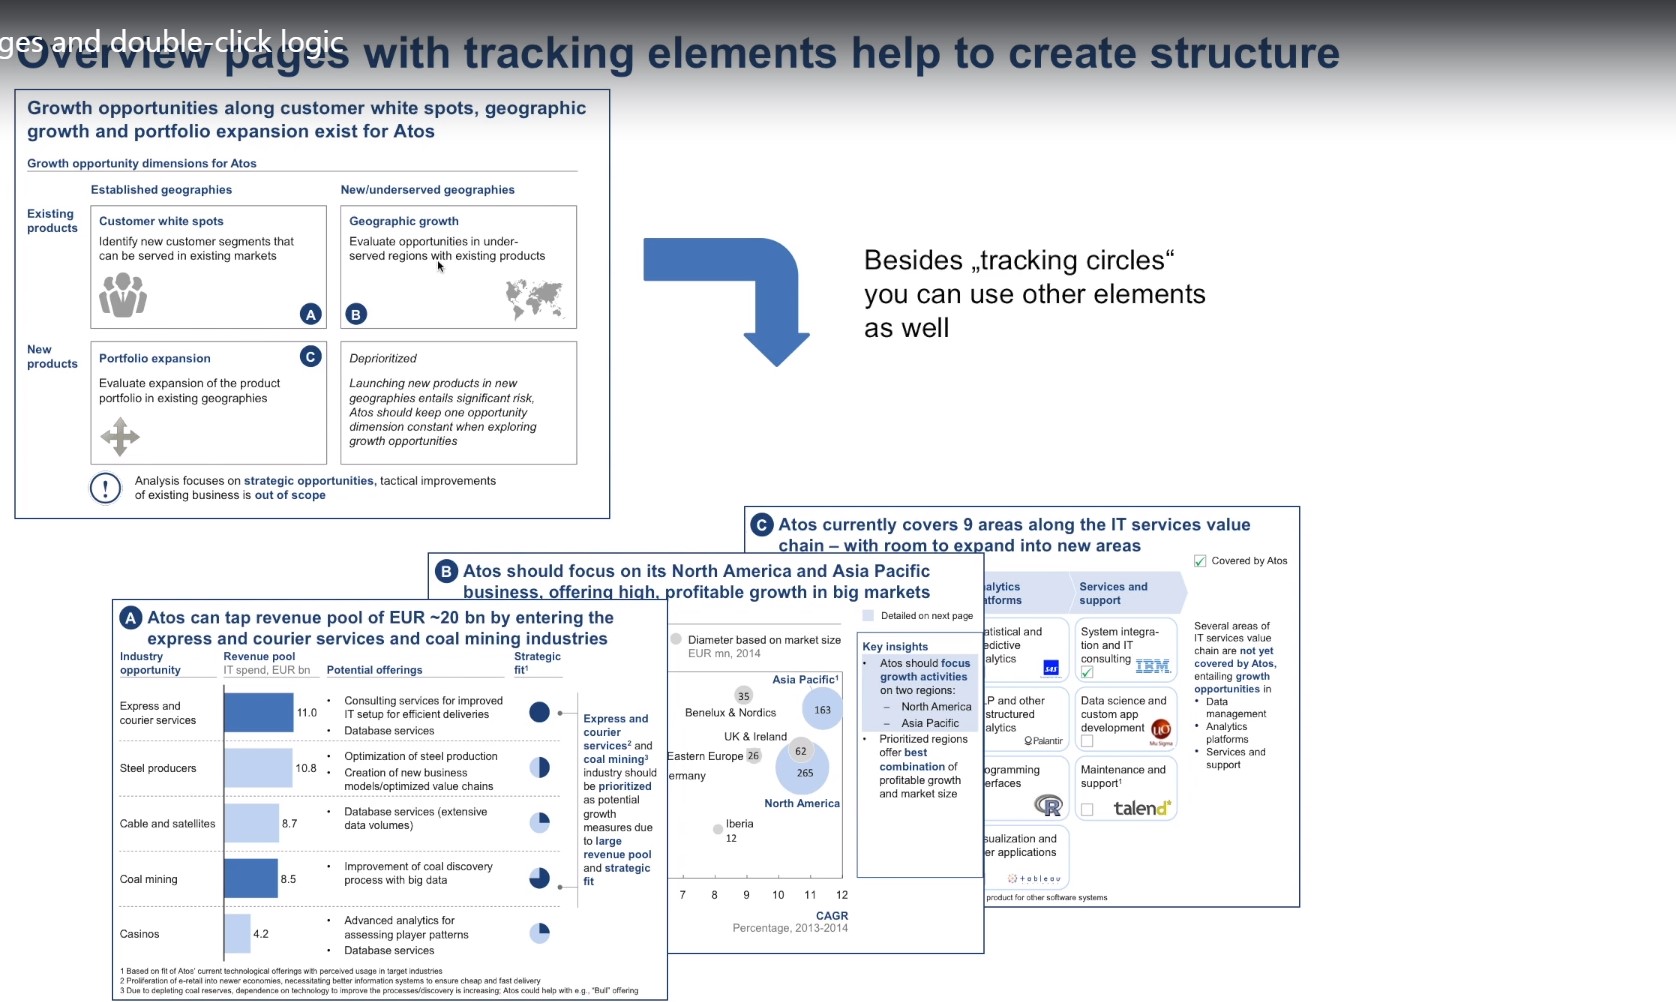 ges and double-click logic
Overview pages with tracking elements help to create structure
Growth opportunities along customer white spots, geographic
growth and portfolio expansion exist for Atos
Growth opportunity dimensions for Atos
Established geographies
New/underserved geographies
Existing
products
Customer white spots
Identify new customer segments that
can be served in existing markets
A
Geographic growth
Evaluate opportunities in under-
served regions with existing products
B
New
products
Portfolio expansion
C
Evaluate expansion of the product
portfolio in existing geographies
Deprioritized
Launching new products in new
geographies entails significant risk,
Atos should keep one opportunity
dimension constant when exploring
growth opportunities
!
Analysis focuses on strategic opportunities, tactical improvements
of existing business is out of scope
Besides „tracking circles“
you can use other elements
as well
A
Atos can tap revenue pool of EUR ~20 bn by entering the
express and courier services and coal mining industries
Industry
opportunity
Revenue pool
IT spend, EUR bn
Potential offerings
Strategic
fit¹
Express and
courier services
11.0
• Consulting services for improved
IT setup for efficient deliveries
• Database services
Steel producers
10.8
• Optimization of steel production
• Creation of new business
models/optimized value chains
Cable and satellites
8.7
• Database services (extensive
data volumes)
Coal mining
8.5
• Improvement of coal discovery
process with big data
Casinos
4.2
• Advanced analytics for
assessing player patterns
• Database services
Express and
courier
services² and
coal mining³
industry should
be prioritized
as potential
growth
measures due
to large
revenue pool
and strategic
fit
1 Based on fit of Atos' current technological offerings with perceived usage in target industries
2 Proliferation of e-retail into newer economies, necessitating better information systems to ensure cheap and fast delivery
3 Due to depleting coal reserves, dependence on technology to improve the processes/discovery is increasing; Atos could help with e.g., "Bull" offering
B
Atos should focus on its North America and Asia Pacific
business, offering high, profitable growth in big markets
Detailed on next page
Diameter based on market size
EUR mn, 2014
Asia Pacific¹
35
163
Benelux & Nordics
UK & Ireland
62
Eastern Europe 26
ermany
265
North America
Iberia
12
7 8 9 10 11 12
CAGR
Percentage, 2013-2014
Key insights
• Atos should focus
growth activities
on two regions:
– North America
– Asia Pacific
• Prioritized regions
offer best
combination of
profitable growth
and market size
C
Atos currently covers 9 areas along the IT services value
chain – with room to expand into new areas
Covered by Atos
alytics
atforms
Services and
support
atistical and
edictive
alytics
sas
System integra-
tion and IT
consulting
IBM
P and other
structured
alytics
Palantir
Data science and
custom app
development
Mu Sigma
ogramming
erfaces
R
Maintenance and
support¹
talend
sualization and
er applications
tableau
product for other software systems
Several areas of
IT services value
chain are not yet
covered by Atos,
entailing growth
opportunities in
• Data
management
• Analytics
platforms
• Services and
support